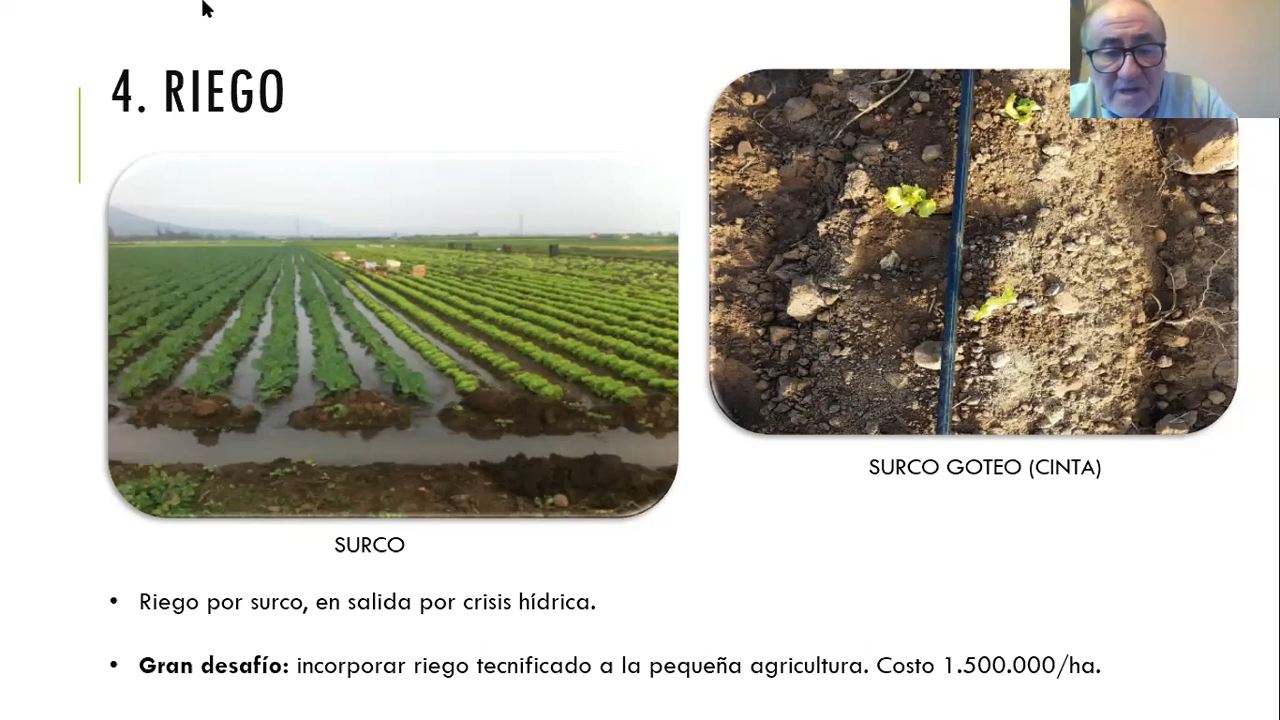 4. RIEGO
SURCO GOTEO (CINTA)
SURCO
• Riego por surco, en salida por crisis hídrica.
• Gran desafío: incorporar riego tecnificado a la pequeña agricultura. Costo 1.500.000/ha.